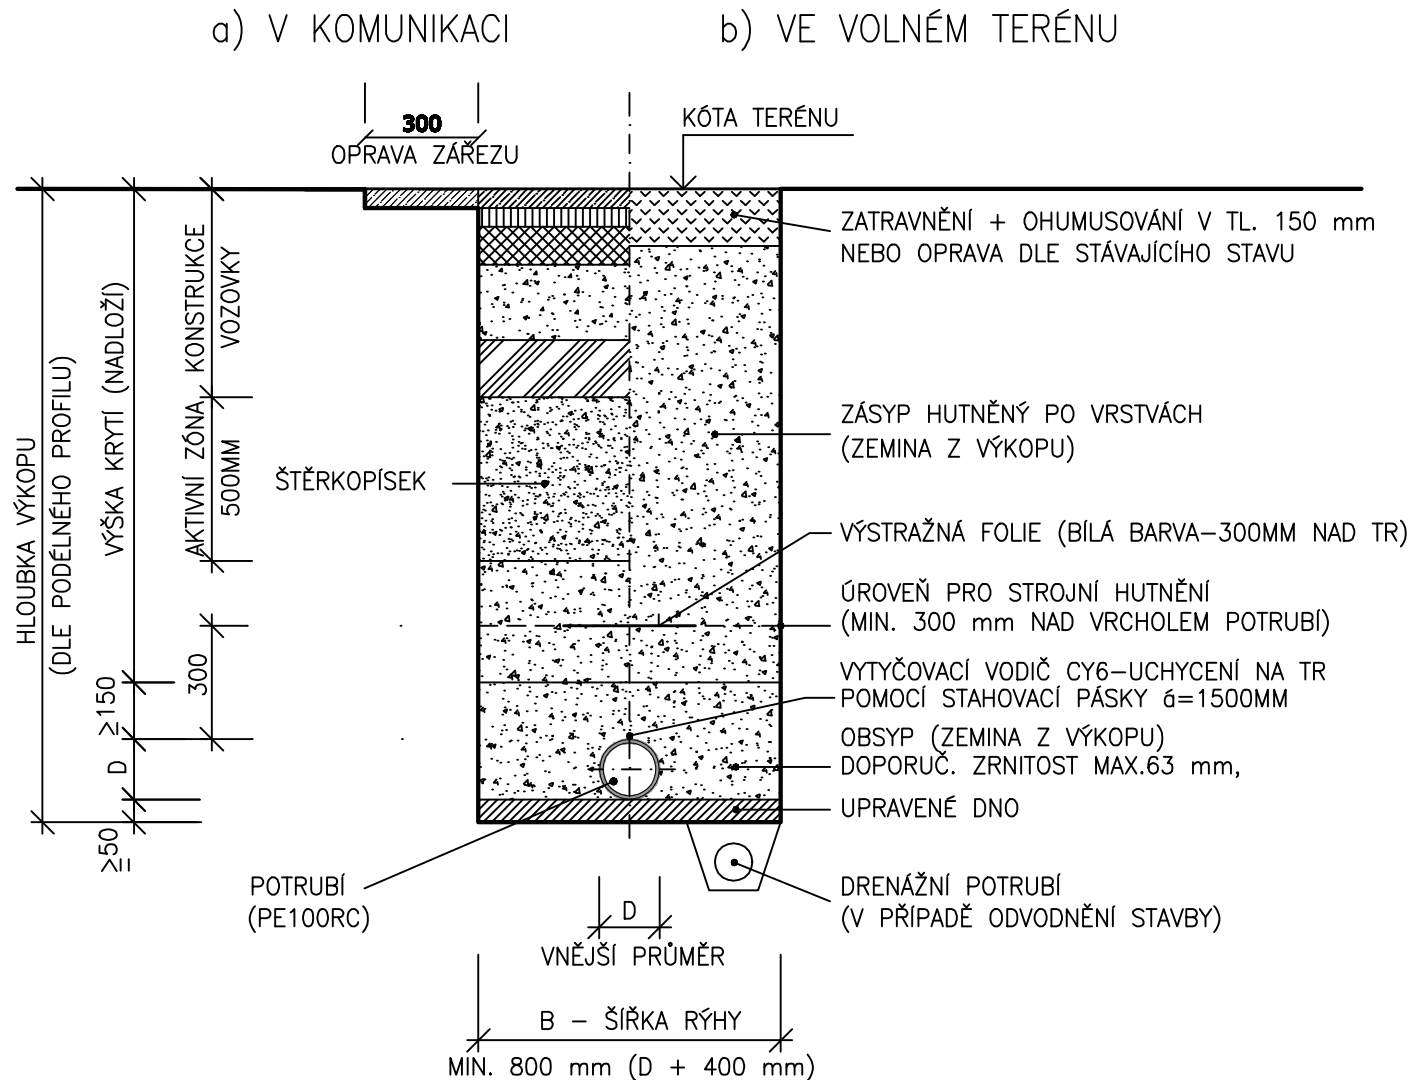 a) V KOMUNIKACI
b) VE VOLNÉM TERÉNU
300
OPRAVA ZÁŘEZU
KÓTA TERÉNU
ZATRAVNĚNÍ + OHUMUSOVÁNÍ V TL. 150 mm
NEBO OPRAVA DLE STÁVAJÍCÍHO STAVU
HLOUBKA VÝKOPU
(DLE PODÉLNÉHO PROFILU)
VÝŠKA KRYTÍ (NADLOŽÍ)
KONSTRUKCE
VOZOVKY
AKTIVNÍ ZÓNA
500MM
ŠTĚRKOPÍSEK
ZÁSYP HUTNĚNÝ PO VRSTVÁCH
(ZEMINA Z VÝKOPU)
VÝSTRAŽNÁ FOLIE (BÍLÁ BARVA-300MM NAD TR)
ÚROVEŇ PRO STROJNÍ HUTNĚNÍ
(MIN. 300 mm NAD VRCHOLEM POTRUBÍ)
300
≥150
D
≥50
VYTYČOVACÍ VODIČ CY6-UCHYCENÍ NA TR
POMOCÍ STAHOVACÍ PÁSKY á=1500MM
OBSYP (ZEMINA Z VÝKOPU)
DOPORUČ. ZRNITOST MAX.63 mm,
UPRAVENÉ DNO
POTRUBÍ
(PE100RC)
DRENÁŽNÍ POTRUBÍ
(V PŘÍPADĚ ODVODNĚNÍ STAVBY)
D
VNĚJŠÍ PRŮMĚR
B - ŠÍŘKA RÝHY
MIN. 800 mm (D + 400 mm)